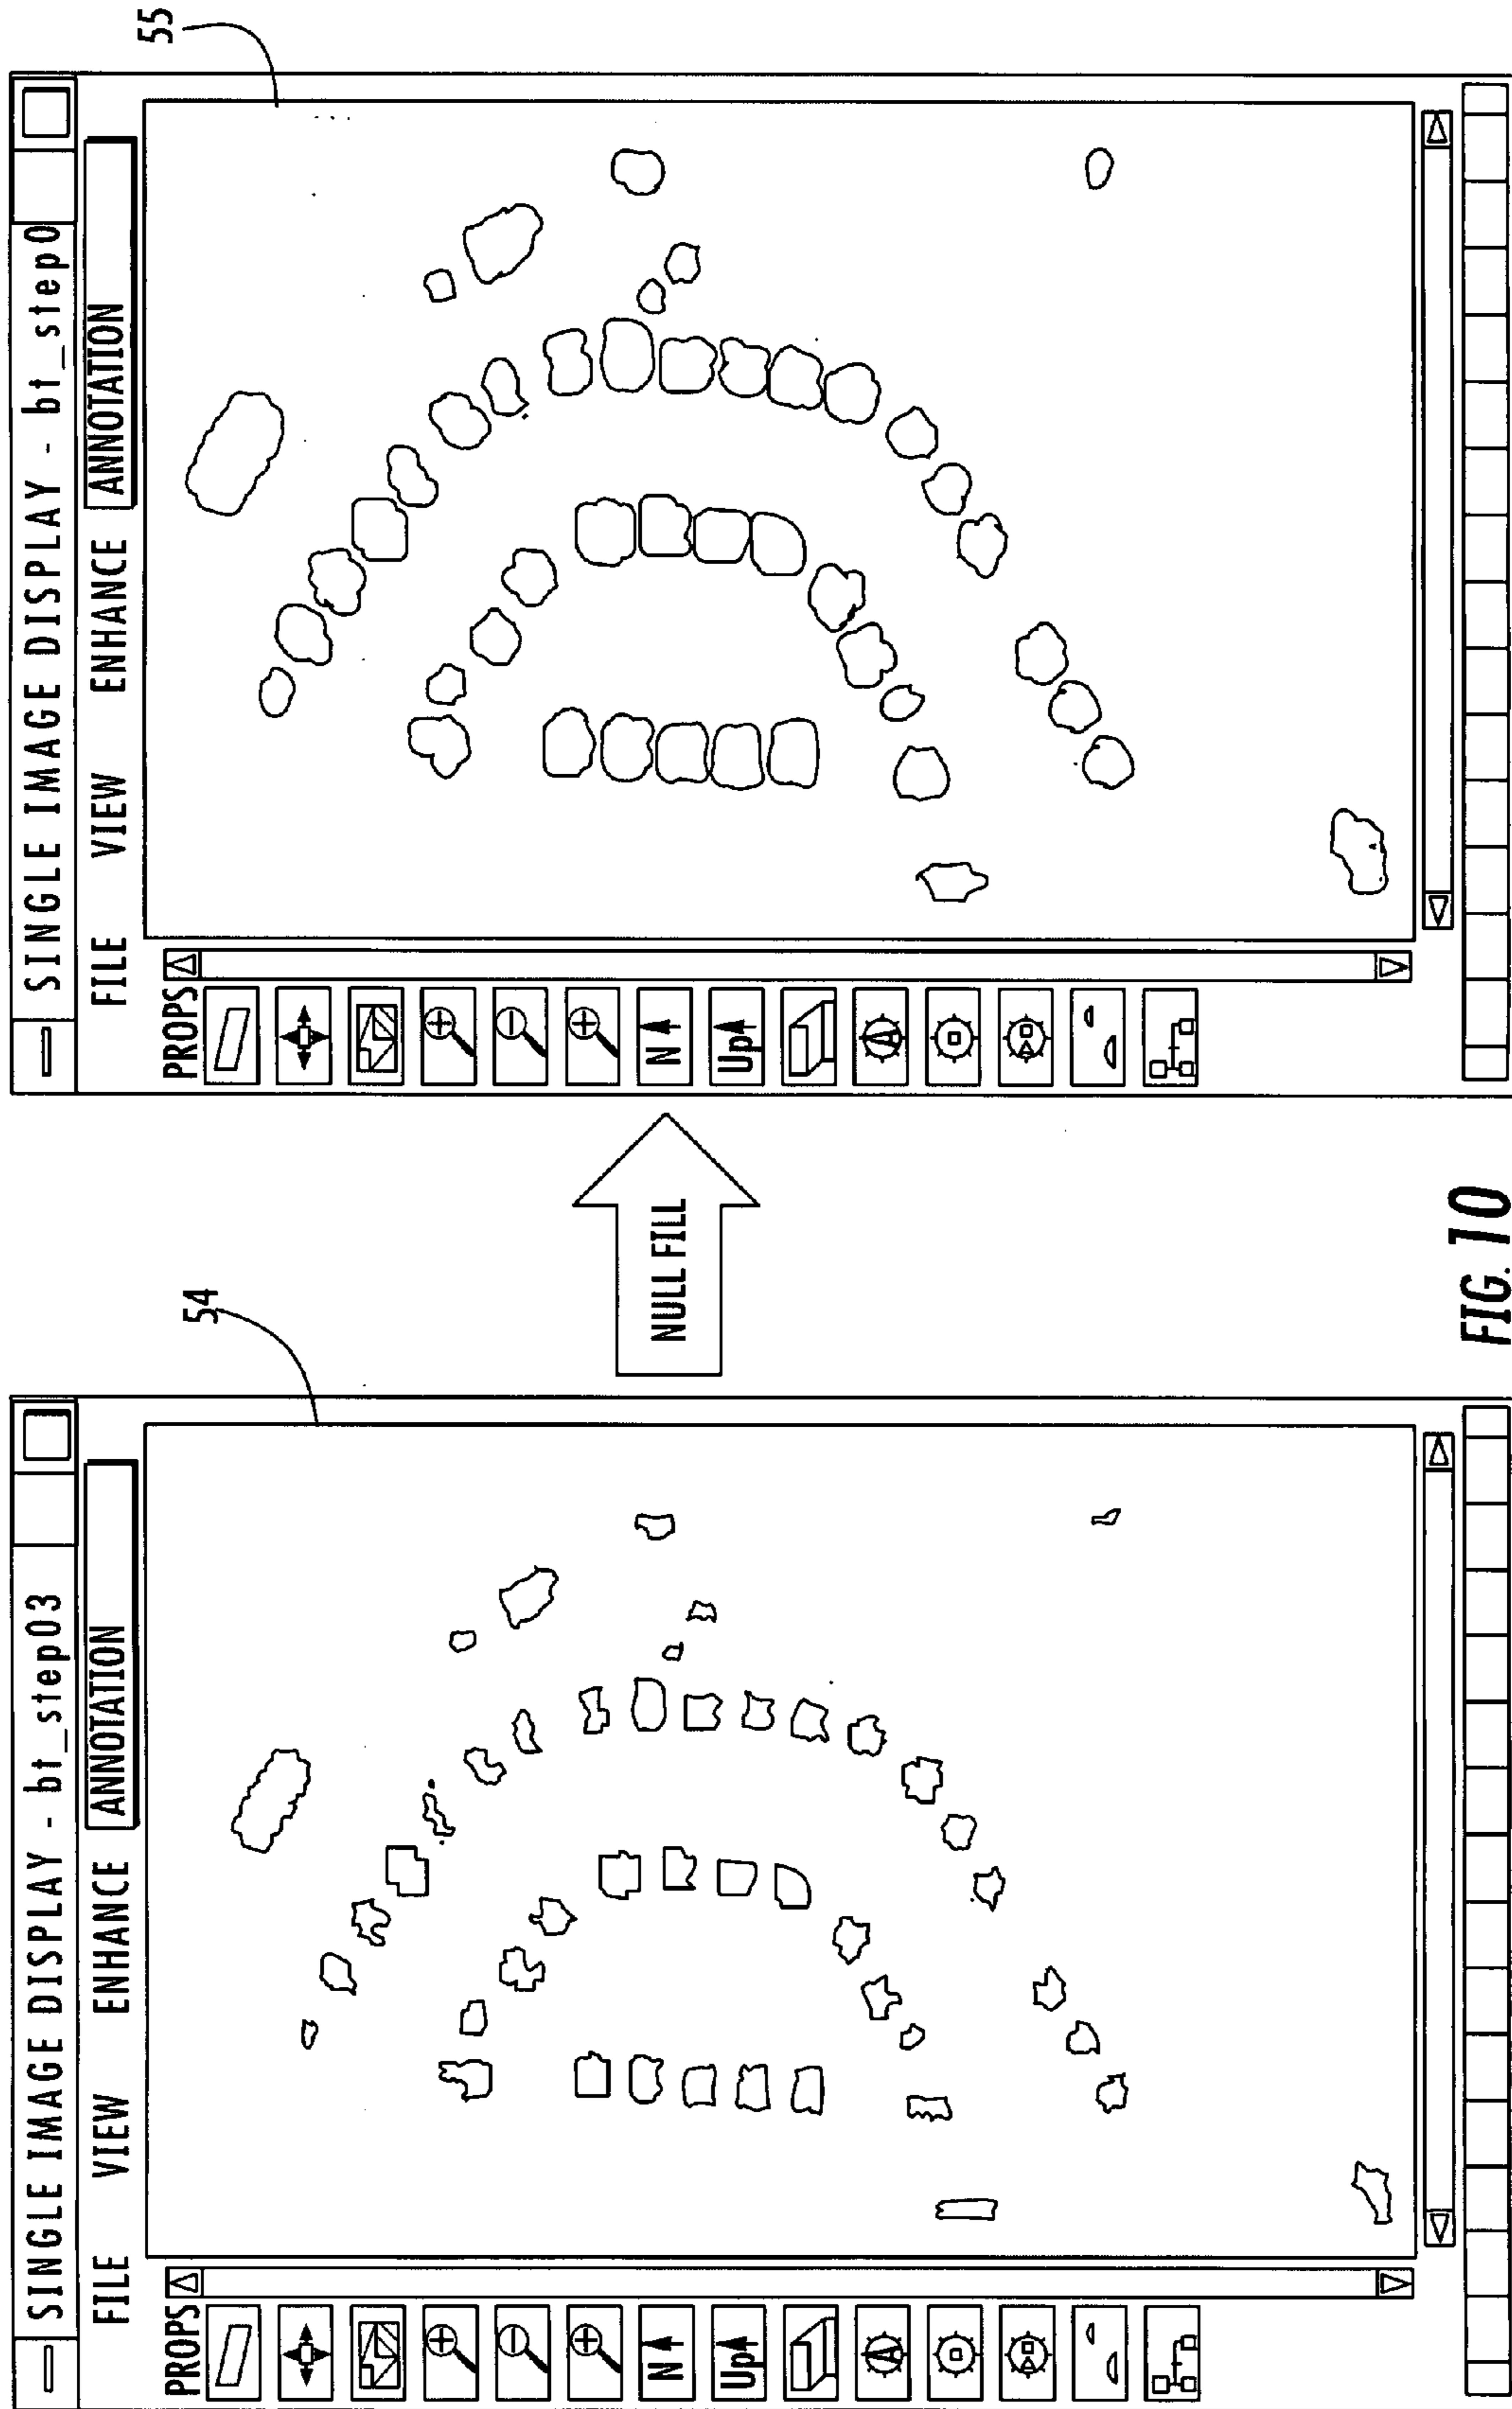 SINGLE IMAGE DISPLAY - bt_step03
FILE VIEW ENHANCE ANNOTATION
PROPS
N
Up
54
NULL FILL
SINGLE IMAGE DISPLAY - bt_step0
FILE VIEW ENHANCE ANNOTATION
PROPS
N
Up
55
FIG. 10